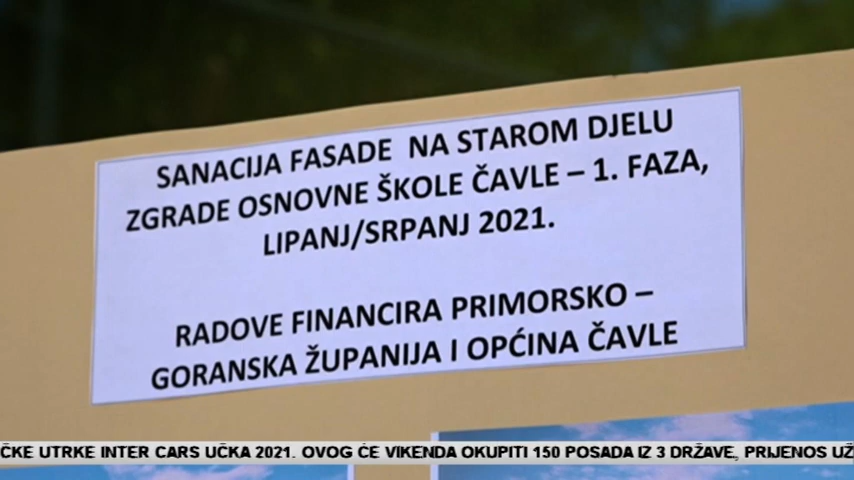 SANACIJA FASADE NA STAROM DJELU
ZGRADE OSNOVNE ŠKOLE ČAVLE – 1. FAZA,
LIPANJ/SRPANJ 2021.
RADOVE FINANCIRA PRIMORSKO –
GORANSKA ŽUPANIJA I OPĆINA ČAVLE
ČKE UTRKE INTER CARS UČKA 2021. OVOG ĆE VIKENDA OKUPITI 150 POSADA IZ 3 DRŽAVE, PRIJENOS UŽ